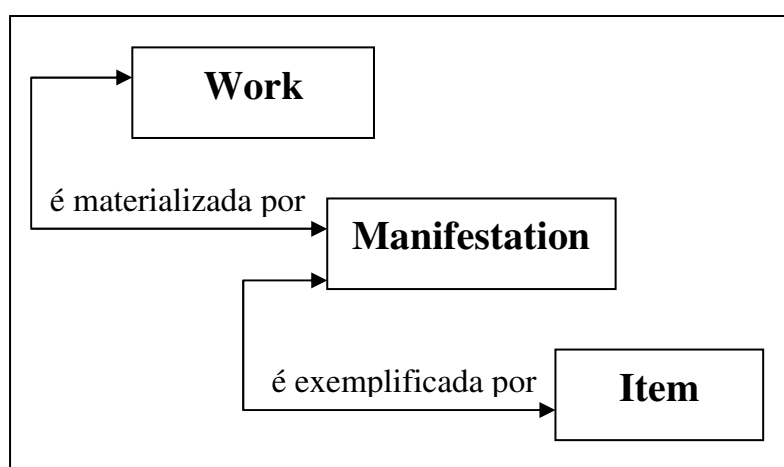 Work
é materializada por
Manifestation
é exemplificada por
Item